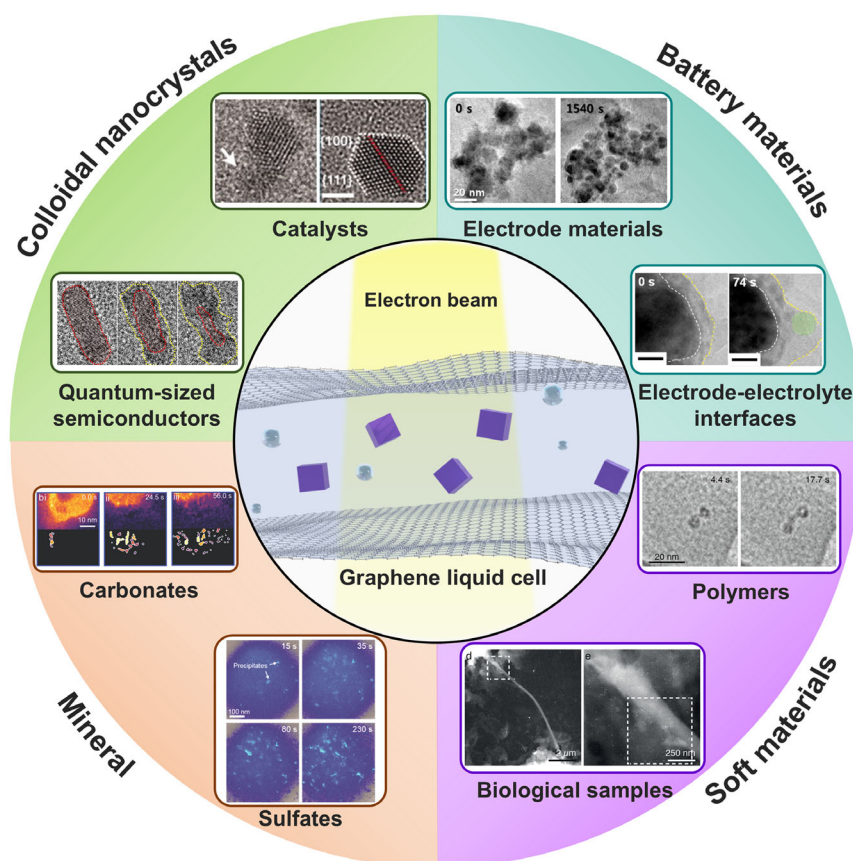 Colloidal nanocrystals
Battery materials
{100}
{111}
Catalysts
0 s
1540 s
20 nm
Electrode materials
Quantum-sized
semiconductors
Electron beam
0 s
74 s
Electrode-electrolyte
interfaces
bi
0.0 s
ii
24.5 s
iii
56.0 s
10 nm
Carbonates
Graphene liquid cell
4.4 s
17.7 s
20 nm
Polymers
15 s
35 s
Precipitates
100 nm
80 s
230 s
Sulfates
d
e
2 μm
250 nm
Biological samples
Mineral
Soft materials